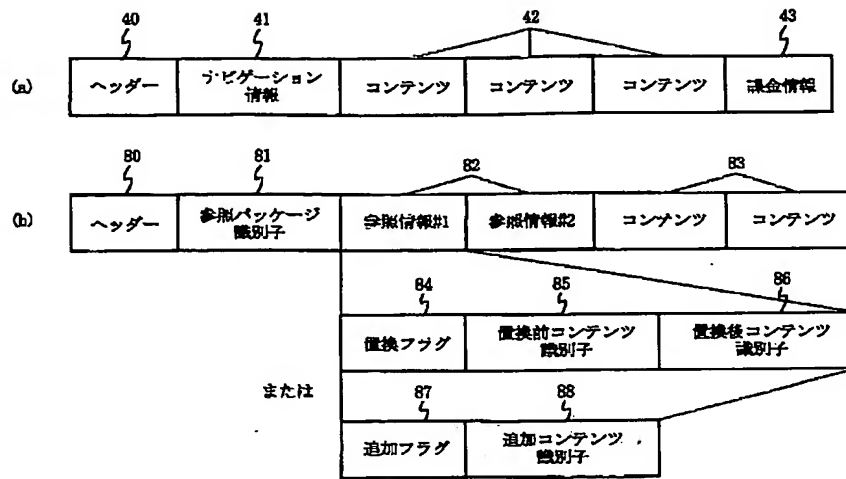 40 41 42 43
(a) ヘッダー ナビゲーション情報 コンテンツ コンテンツ コンテンツ 課金情報
80 81 82 83
(b) ヘッダー 参照パッケージ識別子 参照情報#1 参照情報#2 コンテンツ コンテンツ
84 85 86
置換フラグ 置換前コンテンツ識別子 置換後コンテンツ識別子
または
87 88
追加フラグ 追加コンテンツ識別子